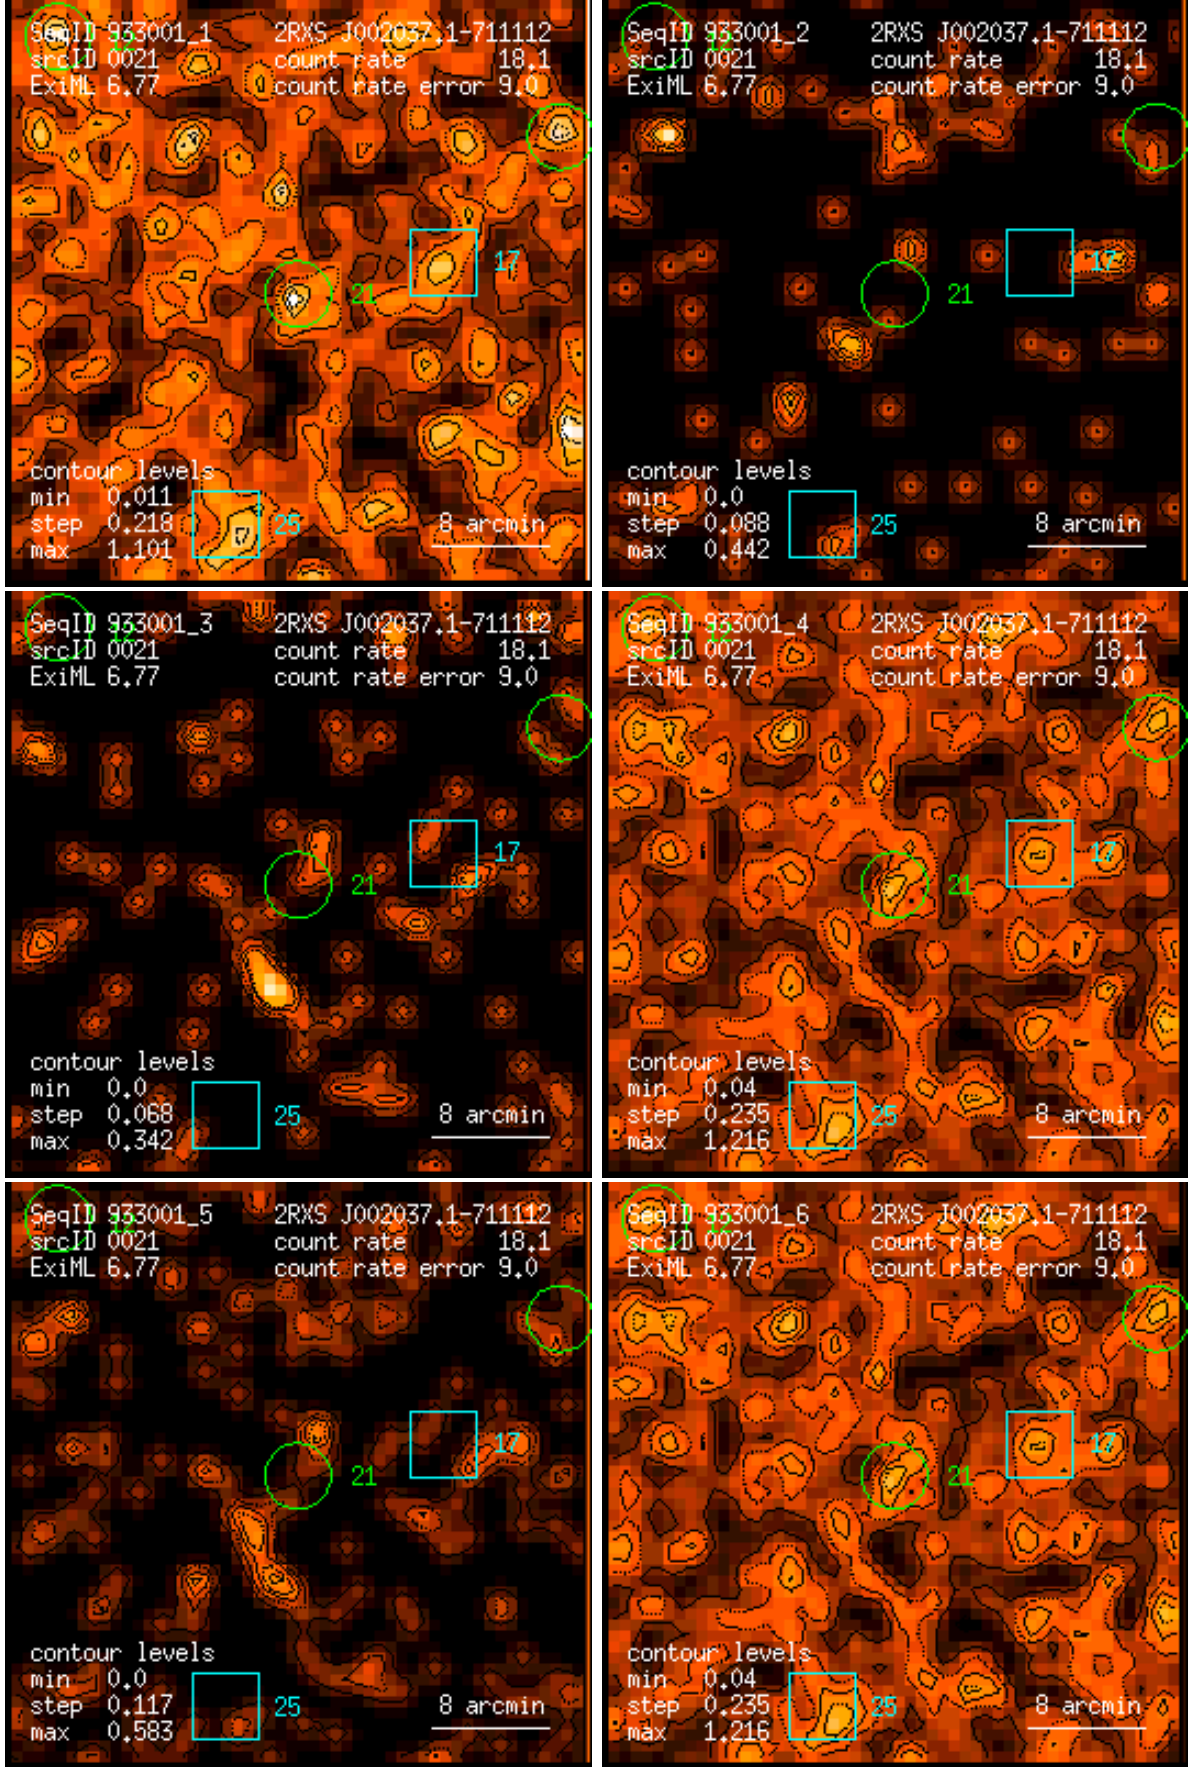 SeqID 933001_1 2RXS J002037.1-711112
srcID 0021 count rate 18.1
ExiML 6.77 count rate error 9.0
12
17
21
contour levels
min 0.011
step 0.218
max 1.101
25
8 arcmin
SeqID 933001_2 2RXS J002037.1-711112
srcID 0021 count rate 18.1
ExiML 6.77 count rate error 9.0
12
17
21
contour levels
min 0.0
step 0.088
max 0.442
25
8 arcmin
SeqID 933001_3 2RXS J002037.1-711112
srcID 0021 count rate 18.1
ExiML 6.77 count rate error 9.0
12
17
21
contour levels
min 0.0
step 0.068
max 0.342
25
8 arcmin
SeqID 933001_4 2RXS J002037.1-711112
srcID 0021 count rate 18.1
ExiML 6.77 count rate error 9.0
12
17
21
contour levels
min 0.04
step 0.235
max 1.216
25
8 arcmin
SeqID 933001_5 2RXS J002037.1-711112
srcID 0021 count rate 18.1
ExiML 6.77 count rate error 9.0
17
21
contour levels
min 0.0
step 0.117
max 0.583
25
8 arcmin
SeqID 933001_6 2RXS J002037.1-711112
srcID 0021 count rate 18.1
ExiML 6.77 count rate error 9.0
17
21
contour levels
min 0.04
step 0.235
max 1.216
25
8 arcmin